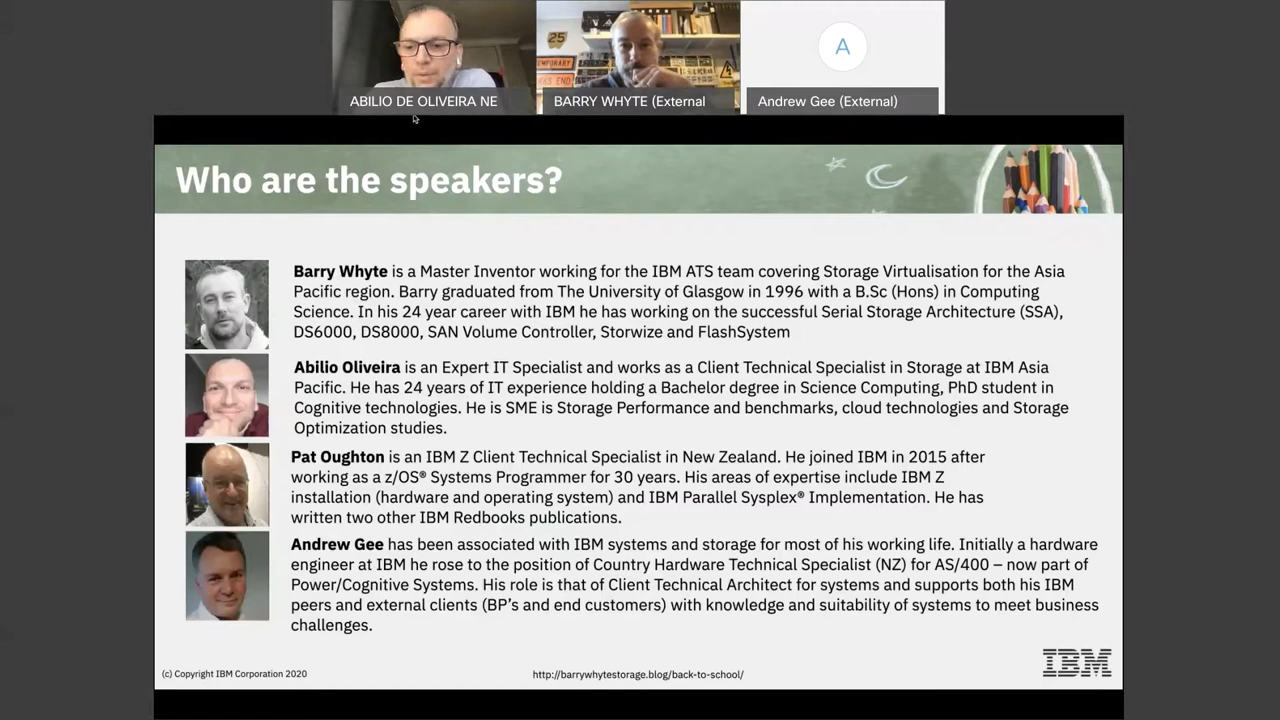 25
TEMPORARY
KS END
ABILIO DE OLIVEIRA NE
BARRY WHYTE (External
A
Andrew Gee (External)
Who are the speakers?
Barry Whyte is a Master Inventor working for the IBM ATS team covering Storage Virtualisation for the Asia
Pacific region. Barry graduated from The University of Glasgow in 1996 with a B.Sc (Hons) in Computing
Science. In his 24 year career with IBM he has working on the successful Serial Storage Architecture (SSA),
DS6000, DS8000, SAN Volume Controller, Storwize and FlashSystem
Abilio Oliveira is an Expert IT Specialist and works as a Client Technical Specialist in Storage at IBM Asia
Pacific. He has 24 years of IT experience holding a Bachelor degree in Science Computing, PhD student in
Cognitive technologies. He is SME is Storage Performance and benchmarks, cloud technologies and Storage
Optimization studies.
Pat Oughton is an IBM Z Client Technical Specialist in New Zealand. He joined IBM in 2015 after
working as a z/OS® Systems Programmer for 30 years. His areas of expertise include IBM Z
installation (hardware and operating system) and IBM Parallel Sysplex® Implementation. He has
written two other IBM Redbooks publications.
Andrew Gee has been associated with IBM systems and storage for most of his working life. Initially a hardware
engineer at IBM he rose to the position of Country Hardware Technical Specialist (NZ) for AS/400 – now part of
Power/Cognitive Systems. His role is that of Client Technical Architect for systems and supports both his IBM
peers and external clients (BP's and end customers) with knowledge and suitability of systems to meet business
challenges.
(c) Copyright IBM Corporation 2020
http://barrywhytestorage.blog/back-to-school/
IBM